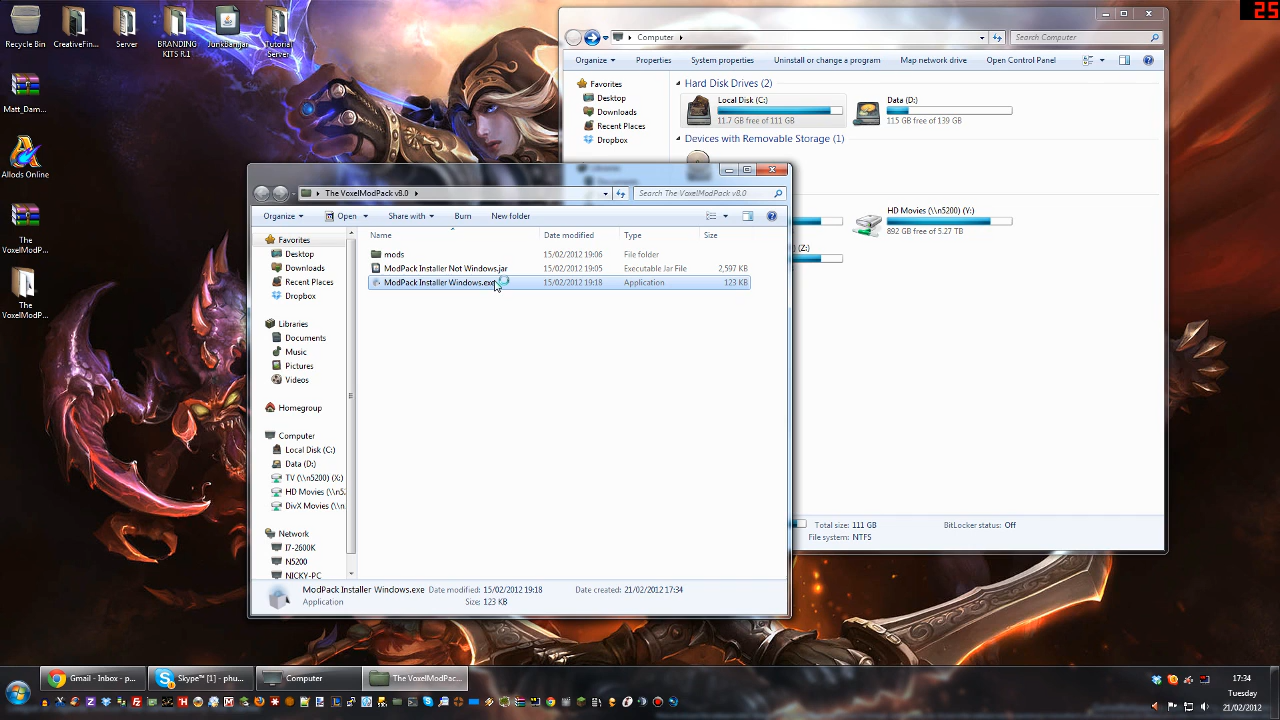 25
Recycle Bin
CreativeFin...
Server
BRANDING
KITS R.1
JunkBanjar
Tutorial
Server
Matt Dam...
Allods Online
The
VoxelModP...
The
VoxelModP...
Computer
Search Computer
Organize
Properties
System properties
Uninstall or change a program
Map network drive
Open Control Panel
Favorites
Desktop
Downloads
Recent Places
Dropbox
Libraries
Hard Disk Drives (2)
Local Disk (C:)
11.7 GB free of 111 GB
Data (D:)
115 GB free of 139 GB
Devices with Removable Storage (1)
HD Movies (\\n5200) (Y:)
892 GB free of 5.27 TB
) (Z:)
Total size: 111 GB
BitLocker status: Off
File system: NTFS
The VoxelModPack v8.0
Search The VoxelModPack v8.0
Organize
Open
Share with
Burn
New folder
Name
Date modified
Type
Size
mods
15/02/2012 19:06
File folder
ModPack Installer Not Windows.jar
15/02/2012 19:05
Executable Jar File
2,597 KB
ModPack Installer Windows.exe
15/02/2012 19:18
Application
123 KB
Favorites
Desktop
Downloads
Recent Places
Dropbox
Libraries
Documents
Music
Pictures
Videos
Homegroup
Computer
Local Disk (C:)
Data (D:)
TV (\\n5200) (X:)
HD Movies (\\n5
DivX Movies (\\n
Network
I7-2600K
N5200
NICKY-PC
ModPack Installer Windows.exe
Date modified: 15/02/2012 19:18
Date created: 21/02/2012 17:34
Application
Size: 123 KB
Gmail - Inbox - p...
Skype™ [1] - phu...
Computer
The VoxelModPac...
17:34
Tuesday
21/02/2012